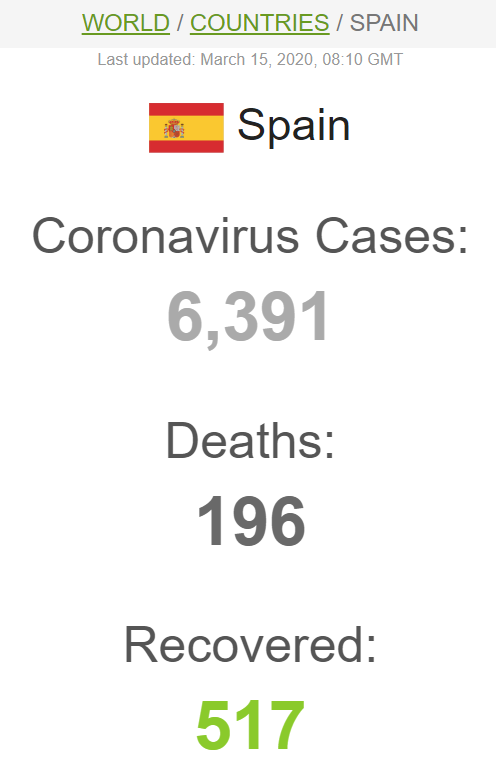 WORLD / COUNTRIES / SPAIN
Last updated: March 15, 2020, 08:10 GMT
Spain
Coronavirus Cases:
6,391
Deaths:
196
Recovered:
517